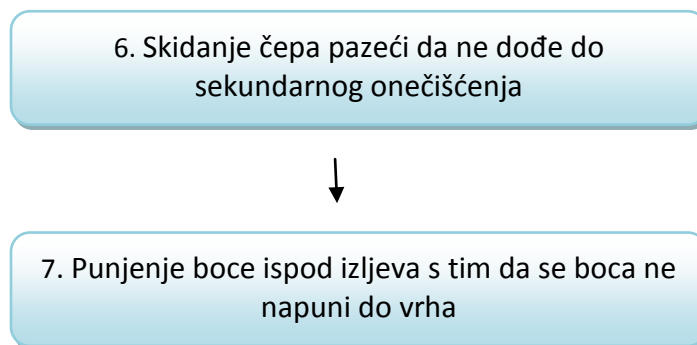 6. Skidanje čepa pazeći da ne dođe do
sekundarnog onečišćenja
7. Punjenje boce ispod izljeva s tim da se boca ne
napuni do vrha